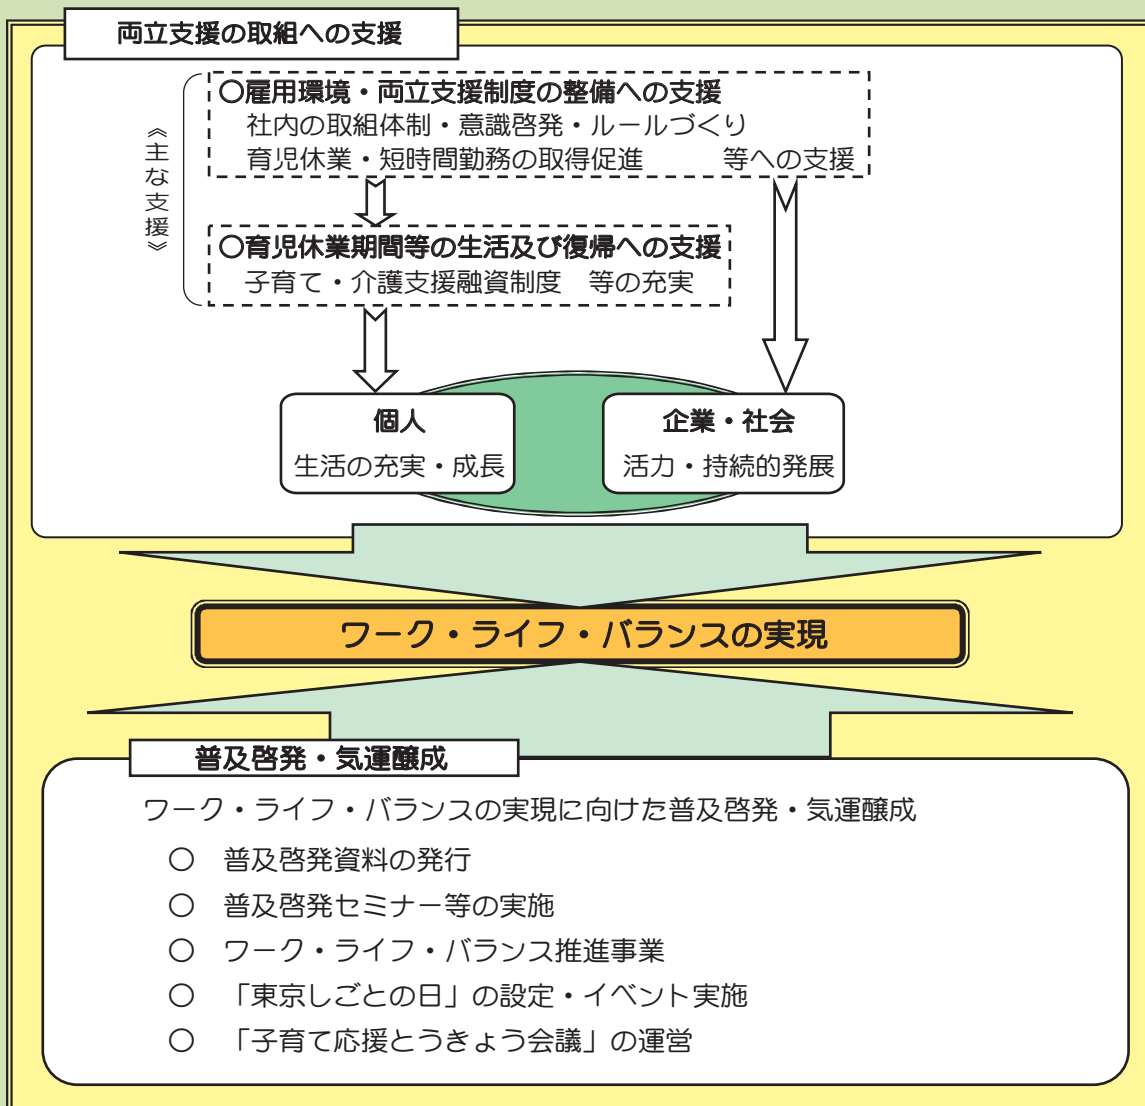 両立支援の取組への支援
《主な支援》
〇雇用環境・両立支援制度の整備への支援
社内の取組体制・意識啓発・ルールづくり
育児休業・短時間勤務の取得促進　　　等への支援
〇育児休業期間等の生活及び復帰への支援
子育て・介護支援融資制度　等の充実
個人
生活の充実・成長
企業・社会
活力・持続的発展
ワーク・ライフ・バランスの実現
普及啓発・気運醸成
ワーク・ライフ・バランスの実現に向けた普及啓発・気運醸成
〇　普及啓発資料の発行
〇　普及啓発セミナー等の実施
〇　ワーク・ライフ・バランス推進事業
〇　「東京しごとの日」の設定・イベント実施
〇　「子育て応援とうきょう会議」の運営